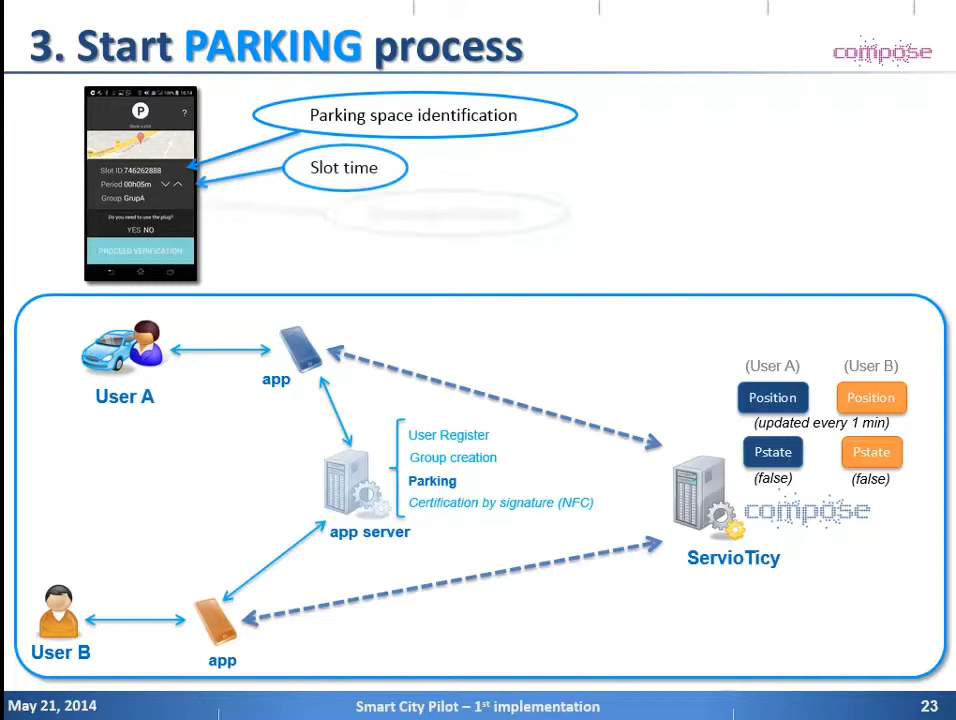 3. Start PARKING process
compose
16:14
P
?
Parking space identification
Slot ID 746262888
Slot time
Period 00h05m
Group GrupA
Do you need to use the plug?
YES NO
PROCEED VERIFICATION
User A
app
(User A)
(User B)
Position
Position
(updated every 1 min)
Pstate
Pstate
(false)
(false)
User Register
Group creation
Parking
Certification by signature (NFC)
app server
compose
ServioTicy
User B
app
May 21, 2014
Smart City Pilot – 1st implementation
23